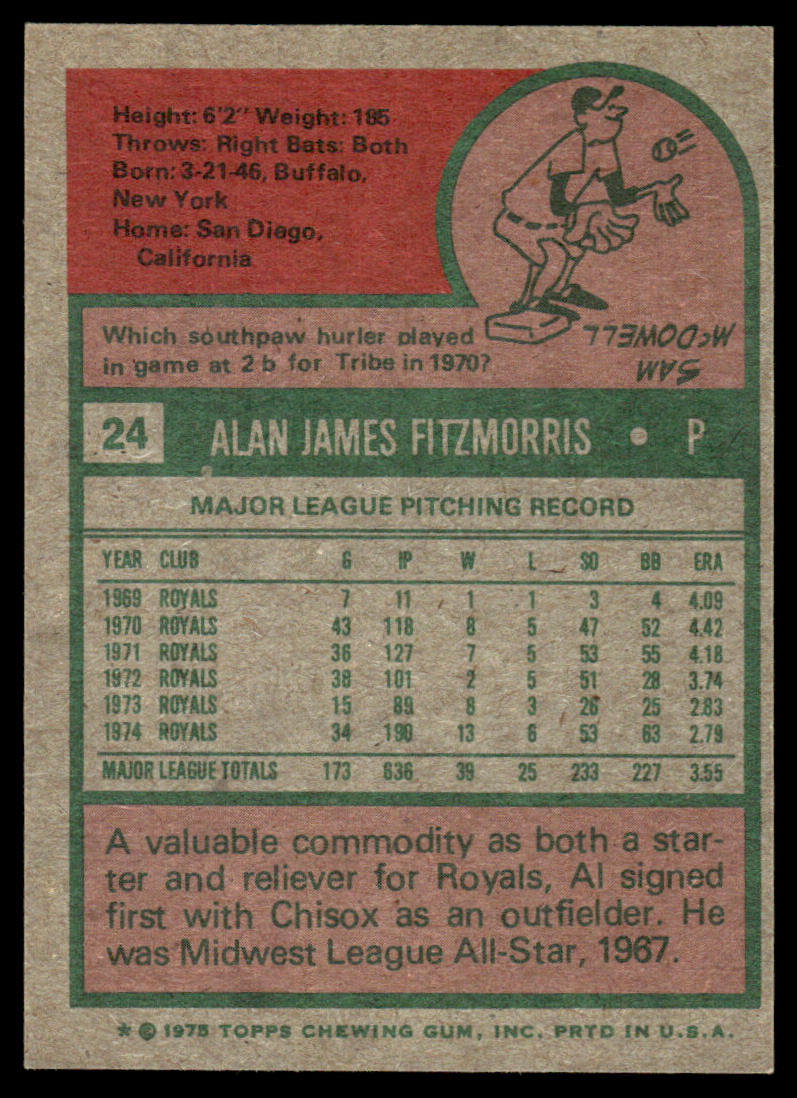 Height: 6'2" Weight: 185
Throws: Right Bats: Both
Born: 3-21-46, Buffalo,
New York
Home: San Diego,
California
Which southpaw hurler played
in game at 2 b for Tribe in 1970?
SAM
McDOWELL
24 ALAN JAMES FITZMORRIS • P
MAJOR LEAGUE PITCHING RECORD
YEAR CLUB G IP W L SO BB ERA
1969 ROYALS 7 11 1 1 3 4 4.09
1970 ROYALS 43 118 8 5 47 52 4.42
1971 ROYALS 36 127 7 5 53 55 4.18
1972 ROYALS 38 101 2 5 51 28 3.74
1973 ROYALS 15 89 8 3 26 25 2.83
1974 ROYALS 34 190 13 6 53 63 2.79
MAJOR LEAGUE TOTALS 173 636 39 25 233 227 3.55
A valuable commodity as both a star-
ter and reliever for Royals, Al signed
first with Chisox as an outfielder. He
was Midwest League All-Star, 1967.
* © 1975 TOPPS CHEWING GUM, INC. PRTD IN U.S.A.